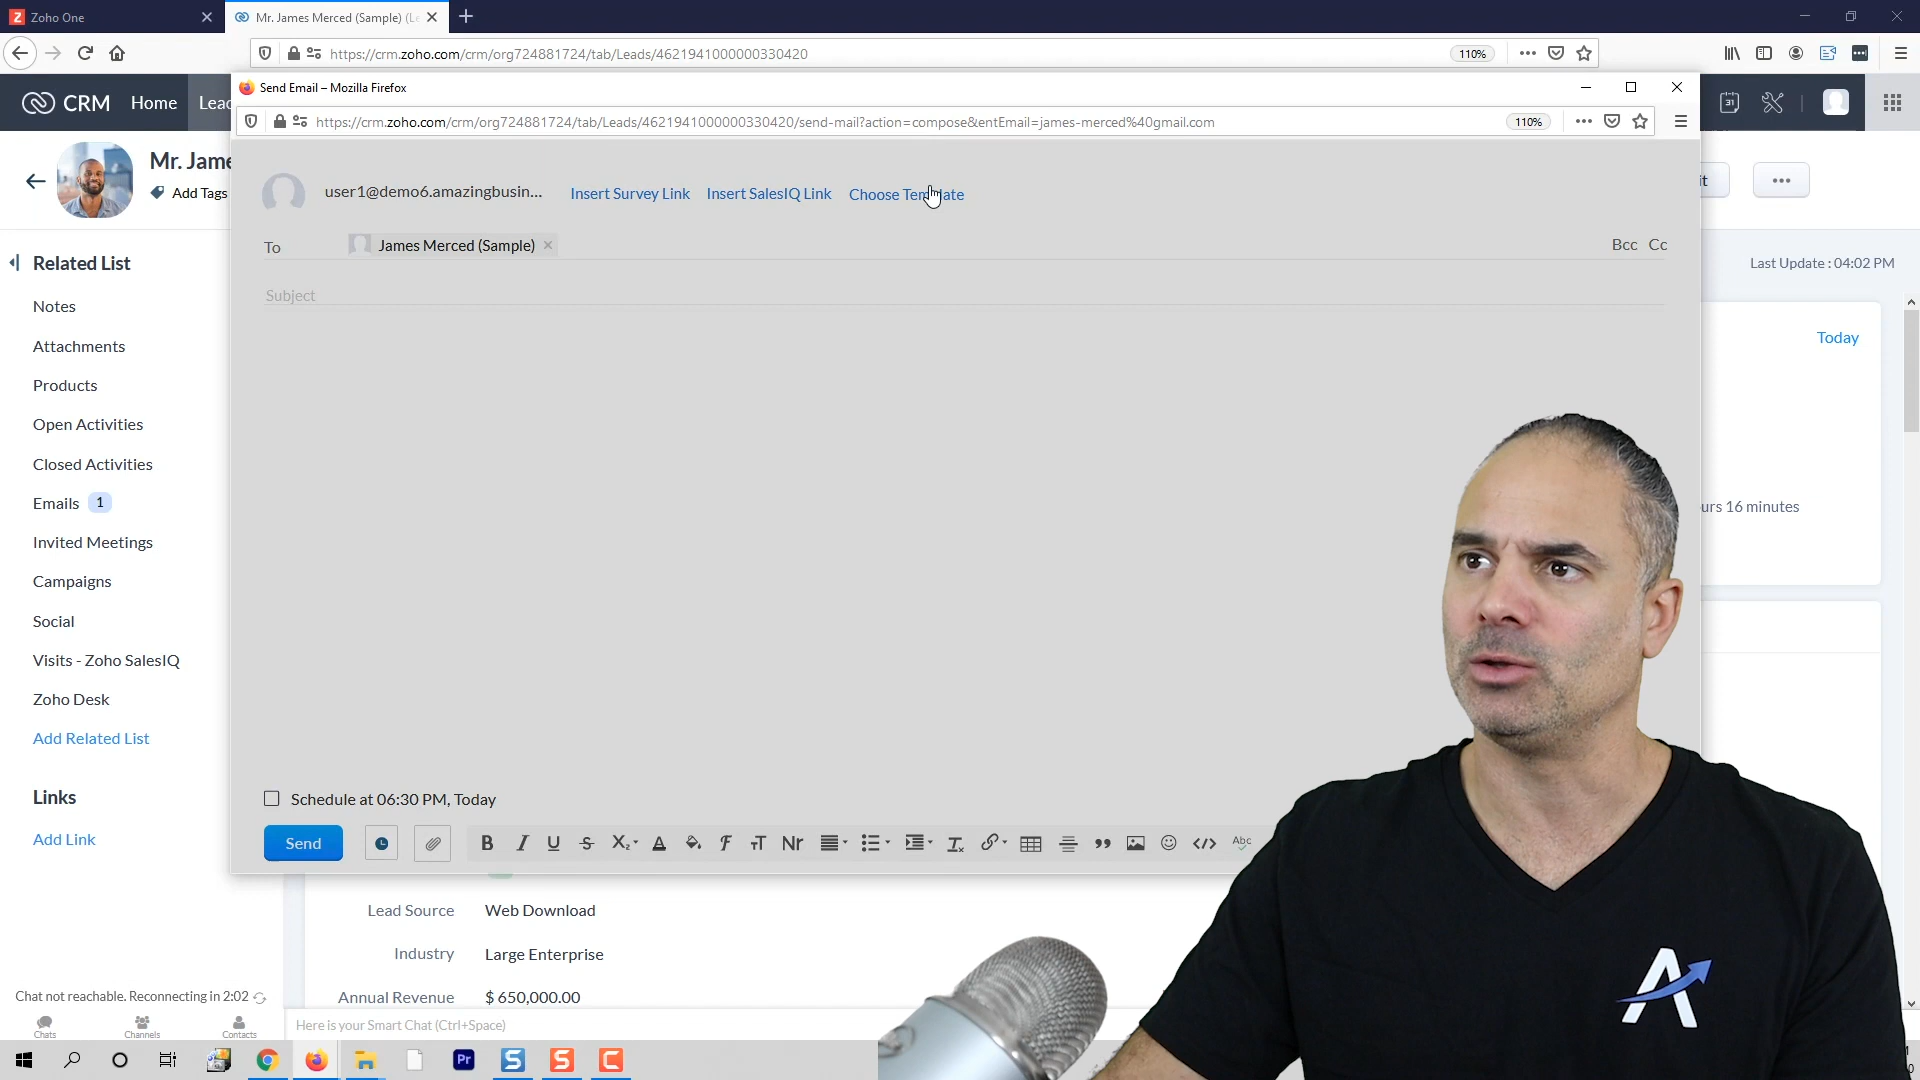 Zoho One
Mr. James Merced (Sample) (Le
https://crm.zoho.com/crm/org724881724/tab/Leads/4621941000000330420
110%
Send Email – Mozilla Firefox
https://crm.zoho.com/crm/org724881724/tab/Leads/4621941000000330420/send-mail?action=compose&entEmail=james-merced%40gmail.com
110%
CRM
Home
Lead
31
Mr. Jame
Add Tags
user1@demo6.amazingbusin...
Insert Survey Link
Insert SalesIQ Link
Choose Template
it
To
James Merced (Sample)
Bcc
Cc
Subject
Related List
Last Update : 04:02 PM
Notes
Attachments
Products
Open Activities
Closed Activities
Emails 1
Invited Meetings
Campaigns
Social
Visits - Zoho SalesIQ
Zoho Desk
Add Related List
Links
Add Link
Today
urs 16 minutes
Schedule at 06:30 PM, Today
Send
Abc
Lead Source
Web Download
Industry
Large Enterprise
Annual Revenue
$ 650,000.00
Chat not reachable. Reconnecting in 2:02
Chats
Channels
Contacts
Here is your Smart Chat (Ctrl+Space)
Pr